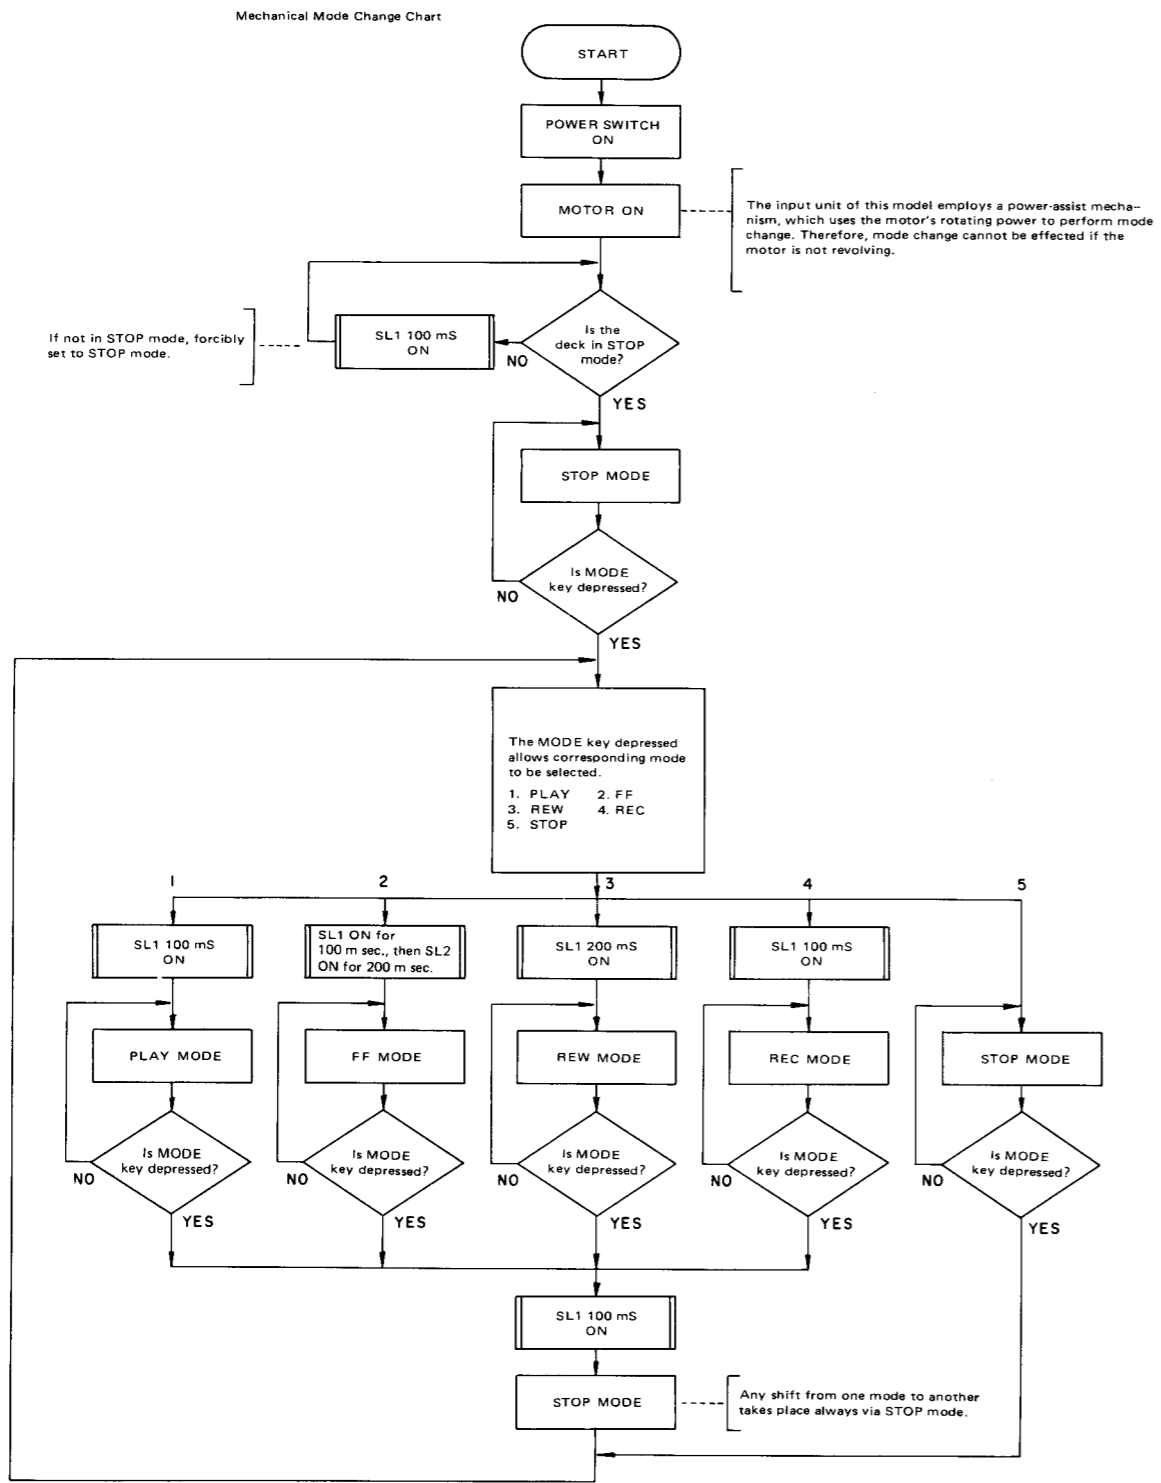 Mechanical Mode Change Chart
START
POWER SWITCH
ON
MOTOR ON
The input unit of this model employs a power-assist mecha-
nism, which uses the motor's rotating power to perform mode
change. Therefore, mode change cannot be effected if the
motor is not revolving.
If not in STOP mode, forcibly
set to STOP mode.
SL1 100 mS
ON
Is the
deck in STOP
mode?
NO
YES
STOP MODE
Is MODE
key depressed?
NO
YES
The MODE key depressed
allows corresponding mode
to be selected.
1. PLAY 2. FF
3. REW 4. REC
5. STOP
1 2 3 4 5
SL1 100 mS
ON
SL1 ON for
100 m sec., then SL2
ON for 200 m sec.
SL1 200 mS
ON
SL1 100 mS
ON
PLAY MODE
FF MODE
REW MODE
REC MODE
STOP MODE
Is MODE
key depressed?
NO
YES
Is MODE
key depressed?
NO
YES
Is MODE
key depressed?
NO
YES
Is MODE
key depressed?
NO
YES
Is MODE
key depressed?
NO
YES
SL1 100 mS
ON
STOP MODE
Any shift from one mode to another
takes place always via STOP mode.